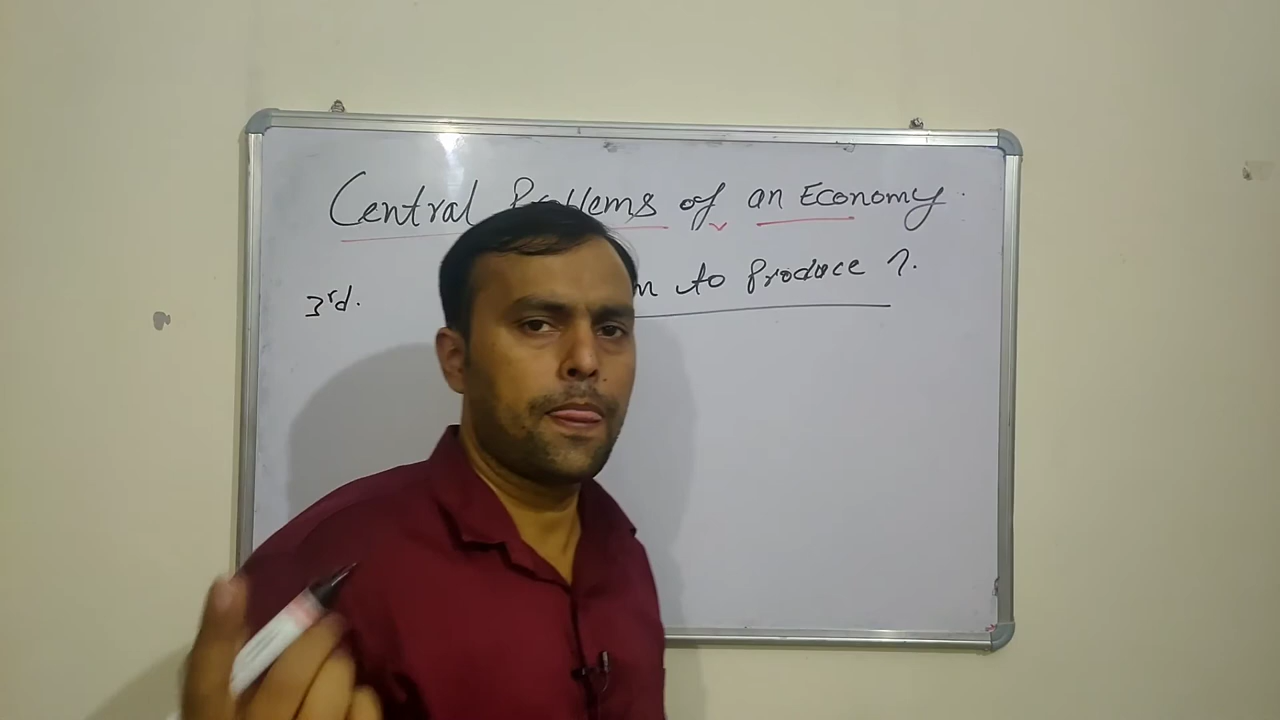 Central Problems of an Economy.
3rd. to Produce ?.